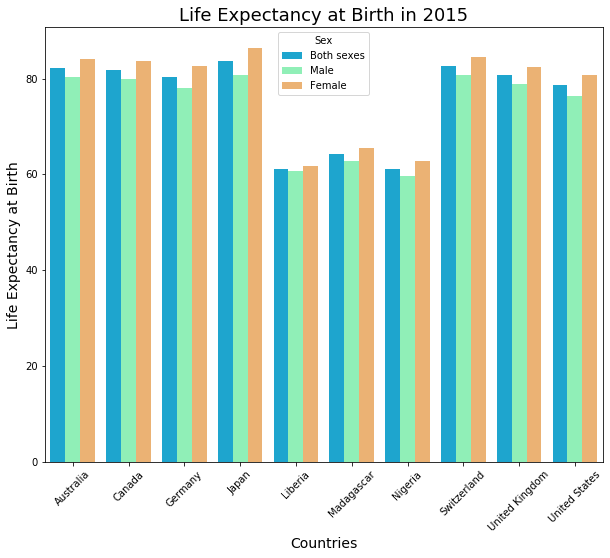 Life Expectancy at Birth in 2015
Sex
Both sexes
Male
Female
Life Expectancy at Birth
80
60
40
20
0
Australia
Canada
Germany
Japan
Liberia
Madagascar
Nigeria
Switzerland
United Kingdom
United States
Countries